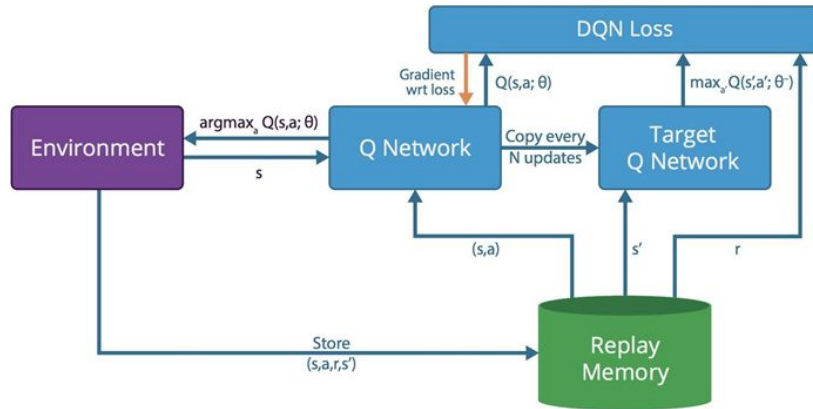 DQN Loss
Gradient
wrt loss
Q(s,a; θ)
maxₐ′ Q(s′,a′; θ⁻)
argmaxₐ Q(s,a; θ)
Environment
s
Q Network
Copy every
N updates
Target
Q Network
(s,a)
s′
r
Store
(s,a,r,s′)
Replay
Memory